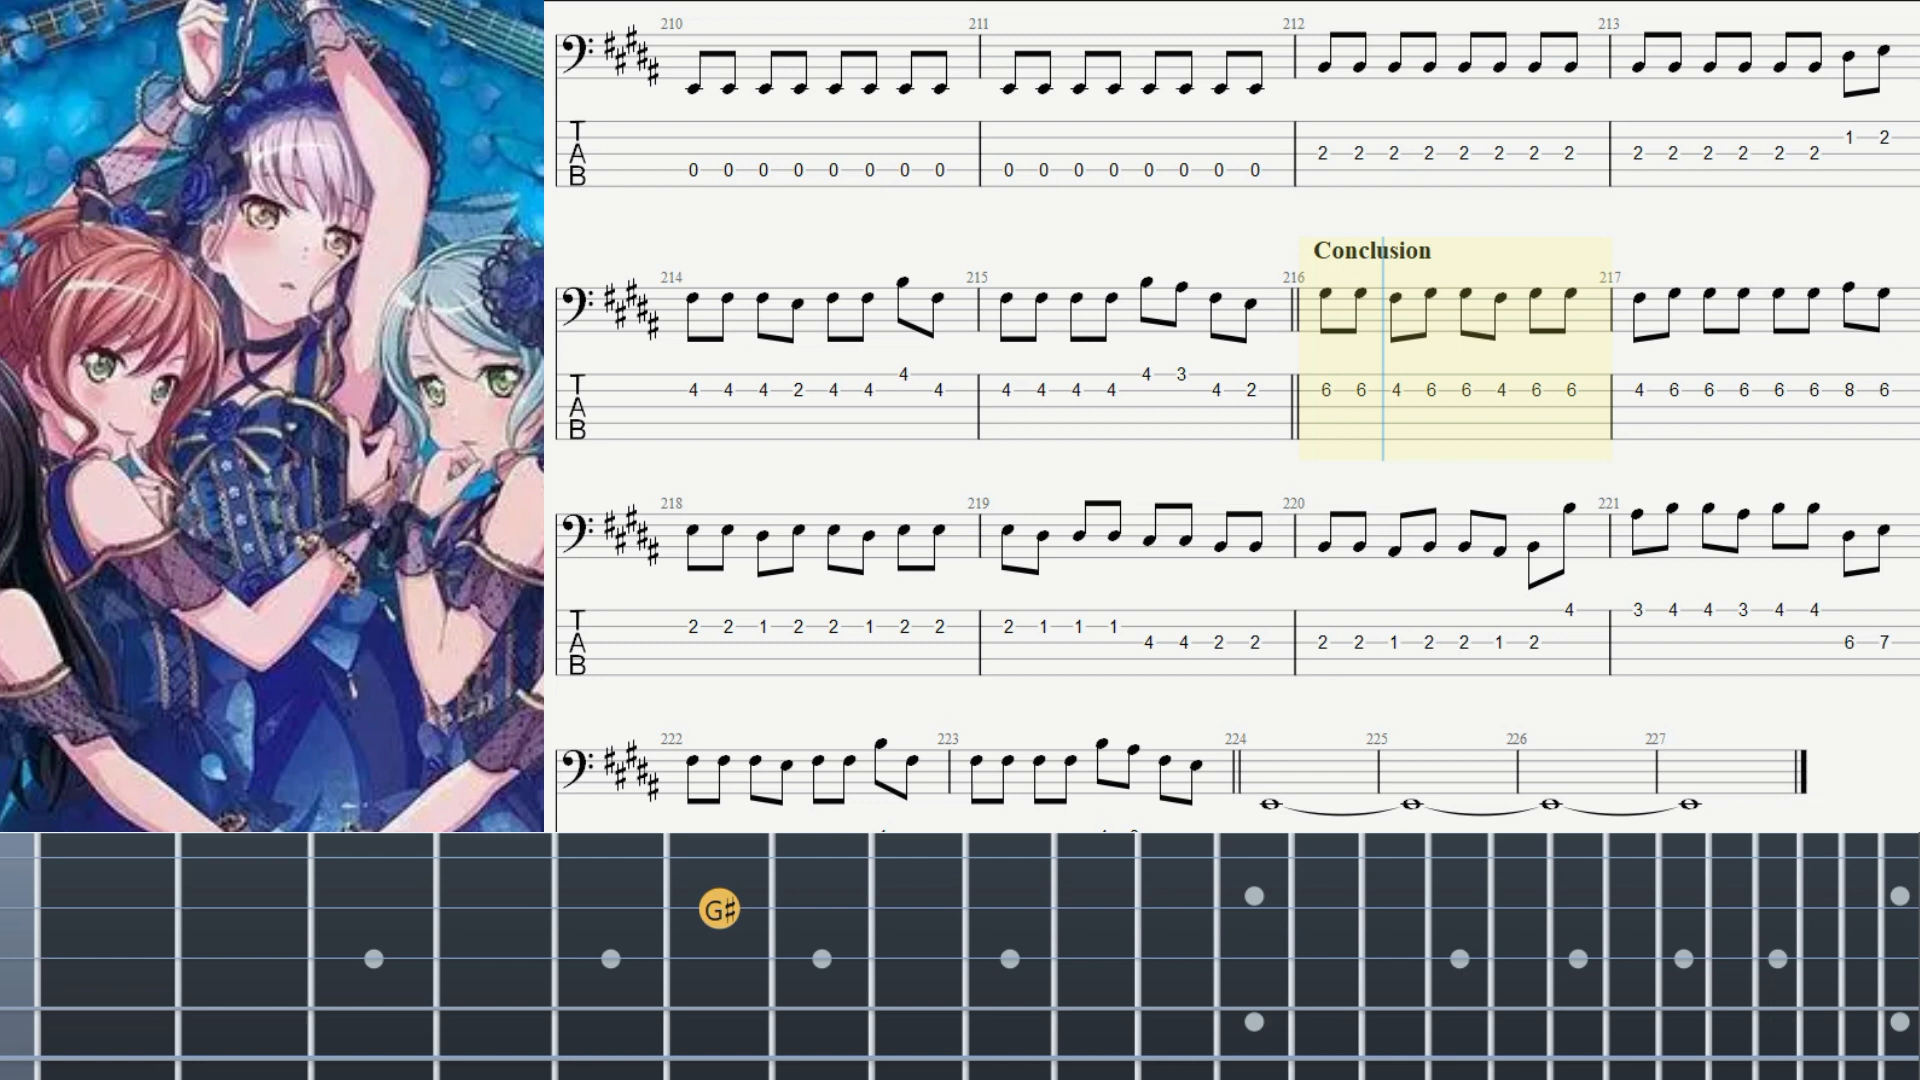 210 211 212 213
T
A
B
1 2
2 2 2 2 2 2 2 2 2 2 2 2 2 2
0 0 0 0 0 0 0 0 0 0 0 0 0 0 0 0
Conclusion
214 215 216 217
T
A
B
4 4 3
4 4 4 2 4 4 4 4 4 4 4 4 2 6 6 4 6 6 4 6 6 4 6 6 6 6 6 8 6
218 219 220 221
T
A
B
4 3 4 4 3 4 4
2 2 1 2 2 1 2 2 2 1 1 1
4 4 2 2 2 2 1 2 2 1 2 6 7
222 223 224 225 226 227
G♯